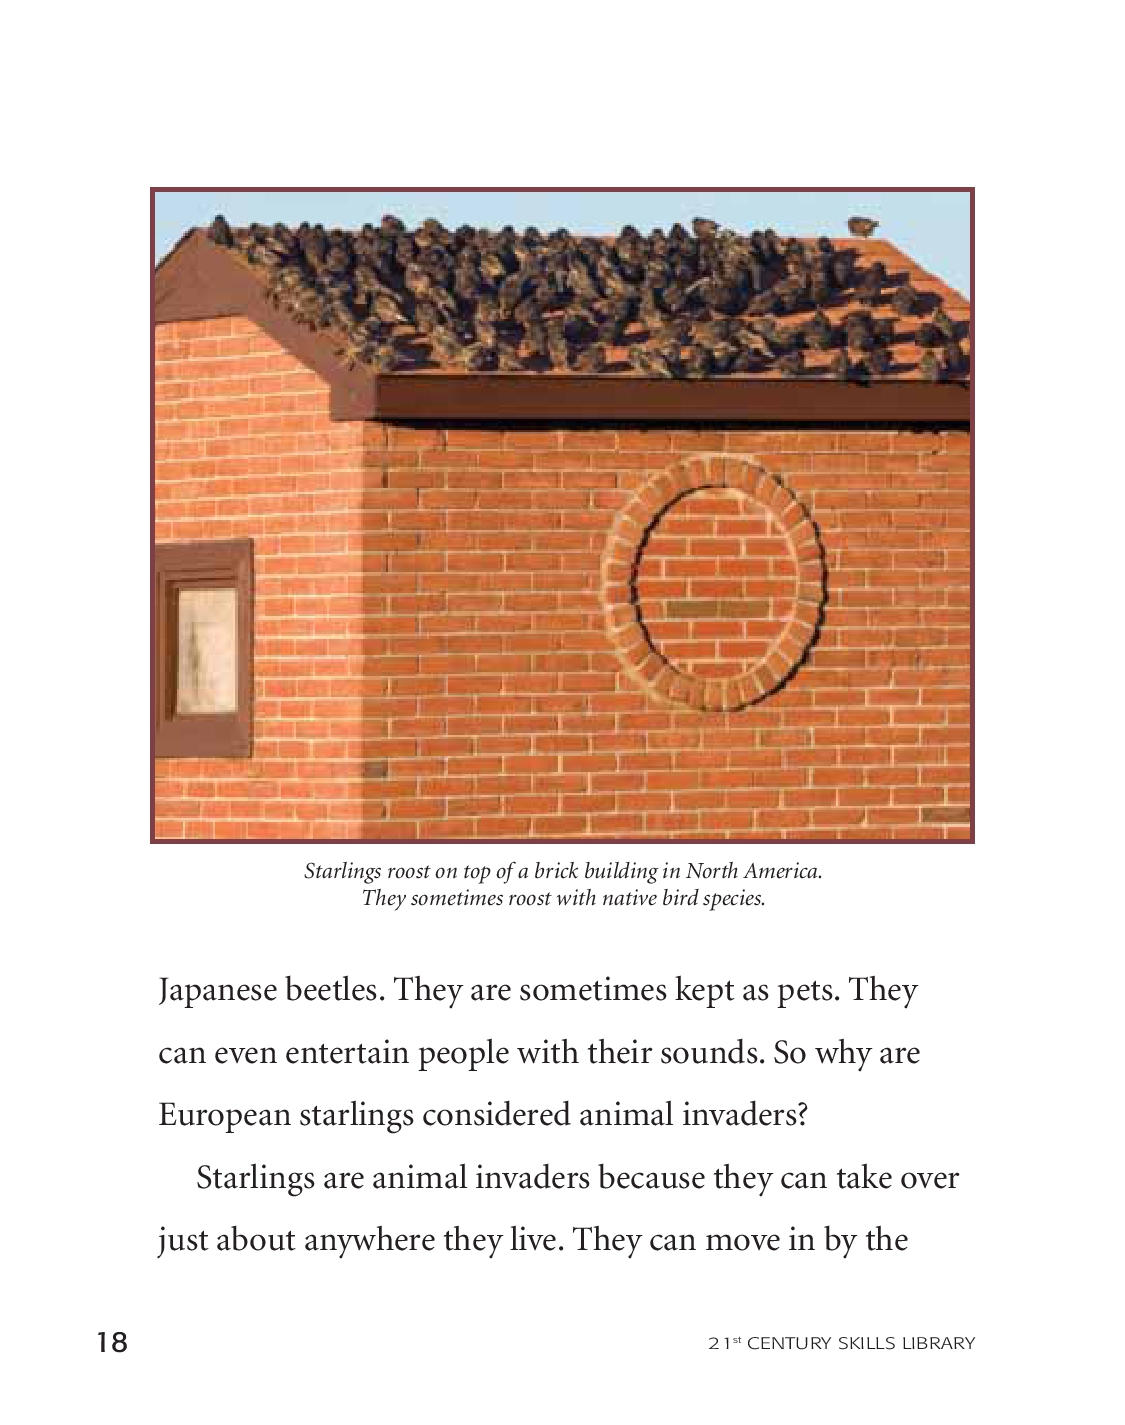 Starlings roost on top of a brick building in North America.
They sometimes roost with native bird species.
Japanese beetles. They are sometimes kept as pets. They
can even entertain people with their sounds. So why are
European starlings considered animal invaders?
Starlings are animal invaders because they can take over
just about anywhere they live. They can move in by the
18
21st CENTURY SKILLS LIBRARY